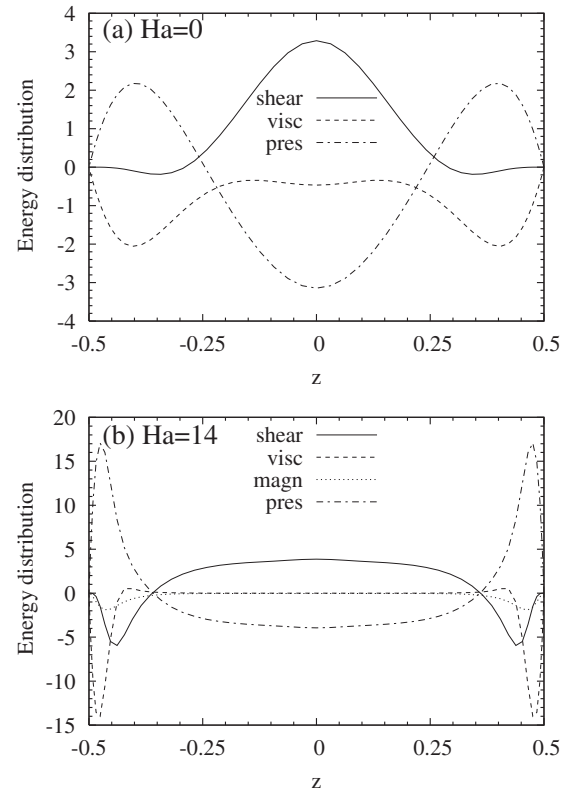 (a) Ha=0
4
3
2
1
0
-1
-2
-3
-4
Energy distribution
shear
visc
pres
-0.5 -0.25 0 0.25 0.5
z
(b) Ha=14
20
15
10
5
0
-5
-10
-15
Energy distribution
shear
visc
magn
pres
-0.5 -0.25 0 0.25 0.5
z